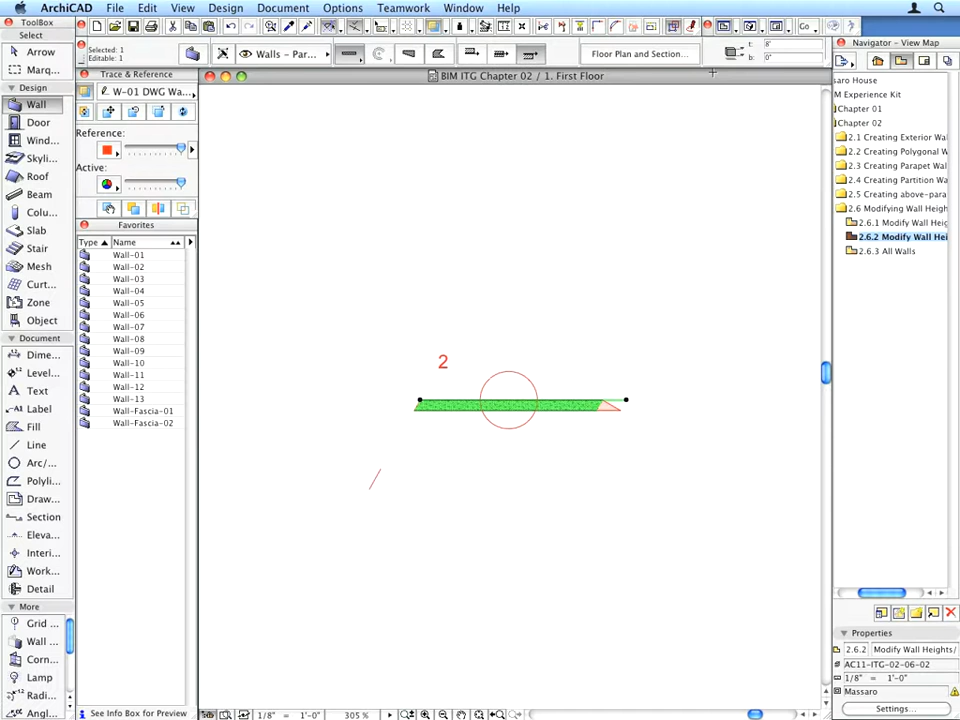 ArchiCAD File Edit View Design Document Options Teamwork Window Help
ToolBox
Select
Arrow
Marq...
Design
Wall
Door
Wind...
Skyli...
Roof
Beam
Colu...
Slab
Stair
Mesh
Curt...
Zone
Object
Document
Dime...
Level...
Text
Label
Fill
Line
Arc/...
Polyli...
Draw...
Section
Eleva...
Interi...
Work...
Detail
More
Grid ...
Wall ...
Corn...
Lamp
Radi...
Angl...
Selected: 1
Editable: 1
Walls - Par...
Floor Plan and Section...
t: 8"
b: 0"
Go
Trace & Reference
W-01 DWG Wa...
Reference:
Active:
Favorites
Type Name
Wall-01
Wall-02
Wall-03
Wall-04
Wall-05
Wall-06
Wall-07
Wall-08
Wall-09
Wall-10
Wall-11
Wall-12
Wall-13
Wall-Fascia-01
Wall-Fascia-02
See Info Box for Preview
BIM ITG Chapter 02 / 1. First Floor
2
1/8" = 1'-0" 305 %
Navigator - View Map
saro House
M Experience Kit
Chapter 01
Chapter 02
2.1 Creating Exterior Wal
2.2 Creating Polygonal W
2.3 Creating Parapet Wal
2.4 Creating Partition Wa
2.5 Creating above-para
2.6 Modifying Wall Heigh
2.6.1 Modify Wall Heig
2.6.2 Modify Wall Hei
2.6.3 All Walls
Properties
2.6.2 Modify Wall Heights/
AC11-ITG-02-06-02
1/8" = 1'-0"
Massaro
Settings...